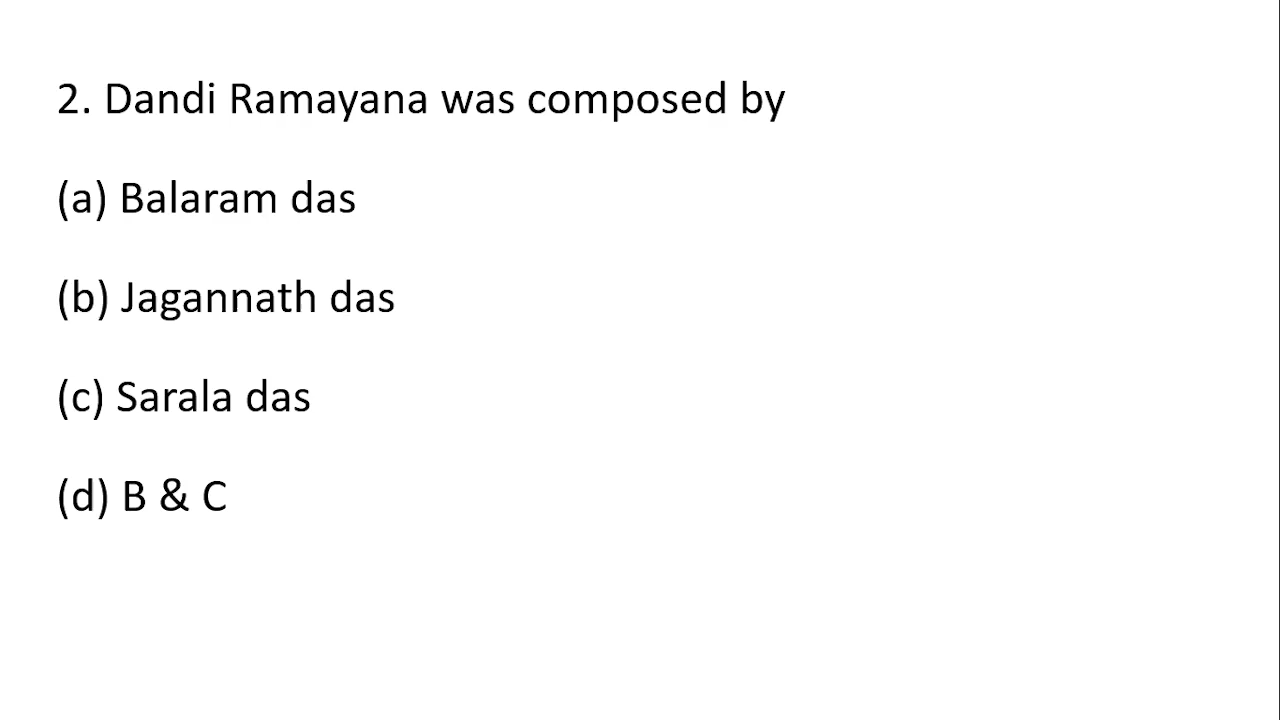 2. Dandi Ramayana was composed by
(a) Balaram das
(b) Jagannath das
(c) Sarala das
(d) B & C